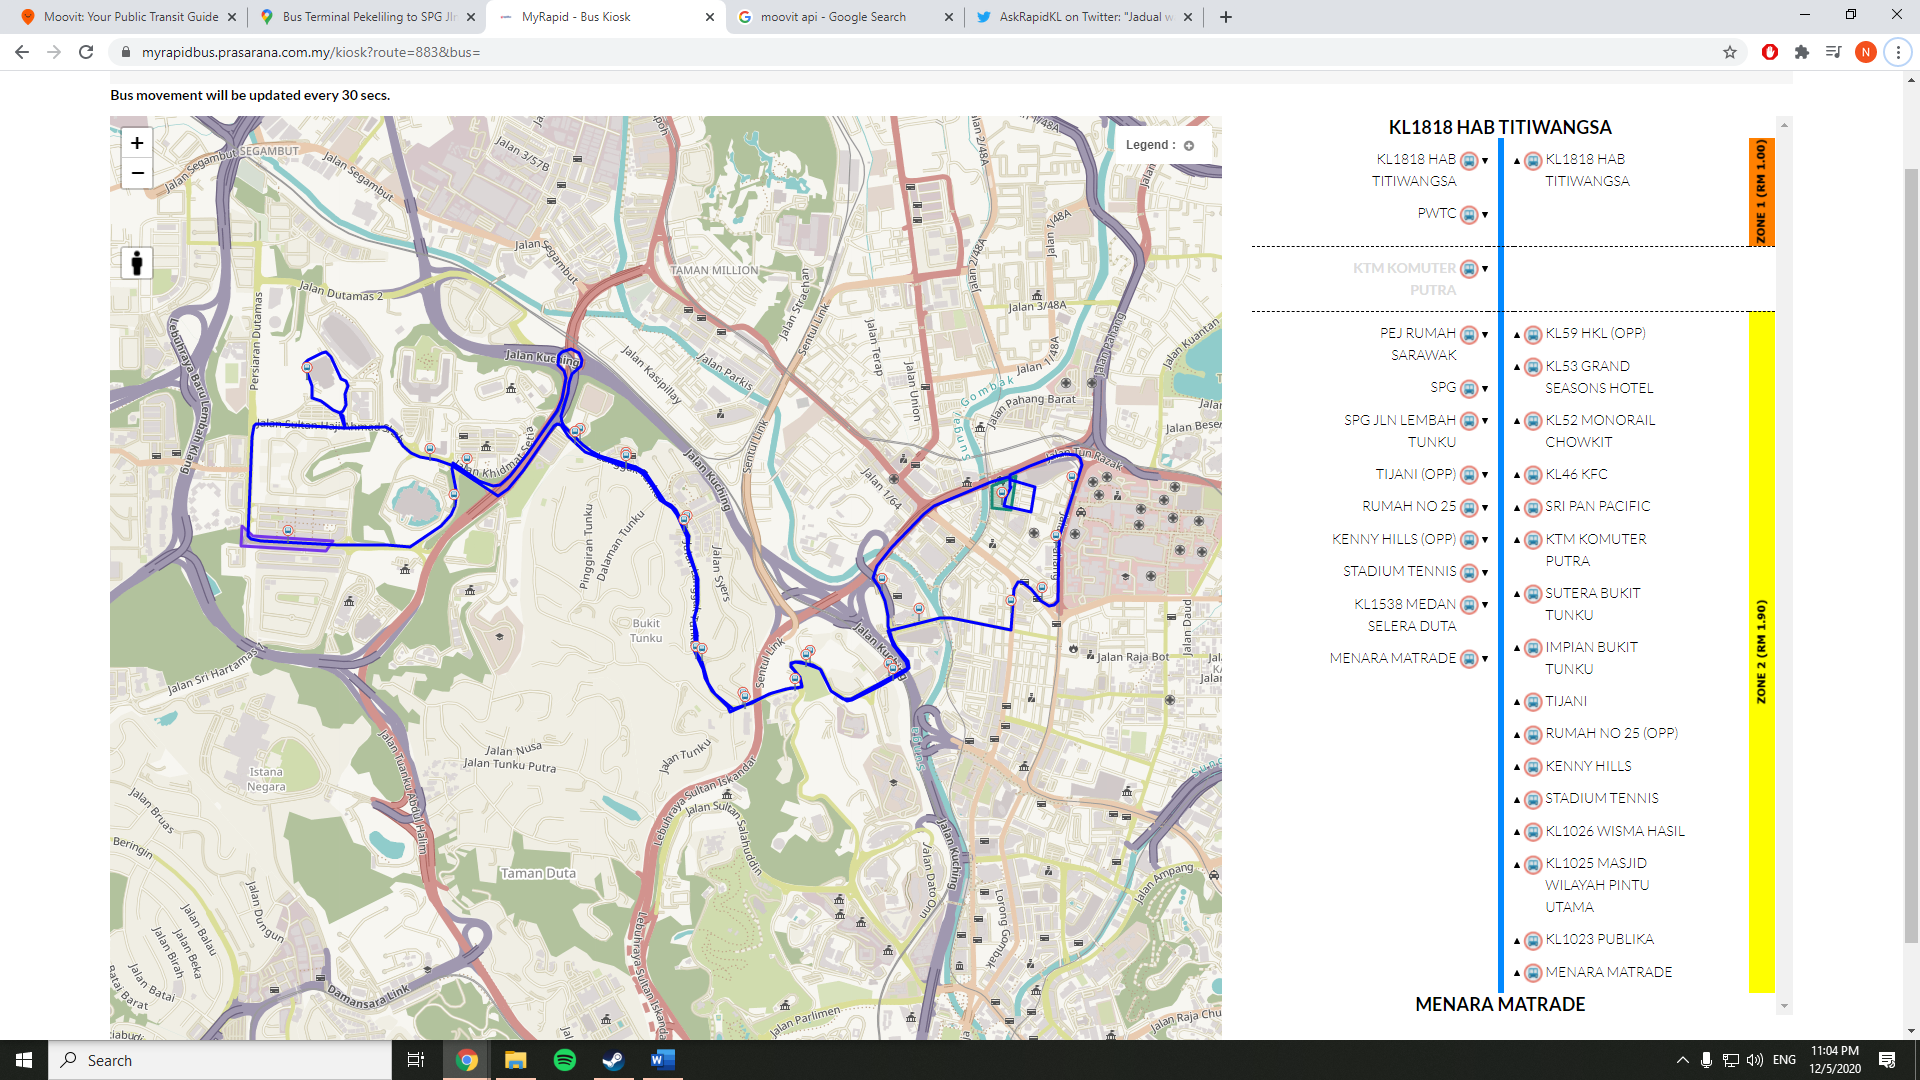 Moovit: Your Public Transit Guide
Bus Terminal Pekeliling to SPG Jln
MyRapid - Bus Kiosk
moovit api - Google Search
AskRapidKL on Twitter: "Jadual w
myrapidbus.prasarana.com.my/kiosk?route=883&bus=
N
Bus movement will be updated every 30 secs.
+
−
Legend :
SEGAMBUT
Jalan Segambut
Jalan 3/57B
Jalan Segambut
TAMAN MILLION
Jalan Dutamas 2
Persiaran Dutamas
Lebuhraya Baru Lembah Klang
Jalan Kuching
Jalan Kasipillay
Jalan Parkis
Jalan Strachan
Sentul Link
Jalan Terap
Jalan Union
Jalan 2/48A
Jalan 1/48A
Jalan 3/48A
Jalan 1/48A
Jalan Pahang
Jalan Kuantan
Jalan Pahang Barat
Sungai Gombak
Jalan Tun Razak
Jalan 1/64
Jalan Sultan Haji Ahmad Shah
Jalan Khidmat Setia
Jalan Kuching
Sentul Link
Pinggiran Tunku
Dalaman Tunku
Jalan Syers
Bukit
Tunku
Jalan Kuching
Jalan Raja Bot
Jalan Daud
Jalan Sri Hartamas 1
Sentul Link
Jalan Nusa
Jalan Tunku Putra
Jalan Tunku
Istana
Negara
Jalan Tuanku Abdul Halim
Lebuhraya Sultan Iskandar
Jalan Sultan Salahuddin
Jalan Bruas
Beringin
Taman Duta
Jalan Kuching
Jalan Dato Onn
Jalan Ampang
Lorong Gombak
Jalan Dungun
Jalan Balau
Jalan Beka
Jalan Birah
Jalan Batai
Batai Barat
Damansara Link
Jalan Parlimen
Jalan Raja Chu
KL1818 HAB TITIWANGSA
KL1818 HAB
TITIWANGSA
PWTC
KTM KOMUTER
PUTRA
PEJ RUMAH
SARAWAK
SPG
SPG JLN LEMBAH
TUNKU
TIJANI (OPP)
RUMAH NO 25
KENNY HILLS (OPP)
STADIUM TENNIS
KL1538 MEDAN
SELERA DUTA
MENARA MATRADE
KL1818 HAB
TITIWANGSA
KL59 HKL (OPP)
KL53 GRAND
SEASONS HOTEL
KL52 MONORAIL
CHOWKIT
KL46 KFC
SRI PAN PACIFIC
KTM KOMUTER
PUTRA
SUTERA BUKIT
TUNKU
IMPIAN BUKIT
TUNKU
TIJANI
RUMAH NO 25 (OPP)
KENNY HILLS
STADIUM TENNIS
KL1026 WISMA HASIL
KL1025 MASJID
WILAYAH PINTU
UTAMA
KL1023 PUBLIKA
MENARA MATRADE
MENARA MATRADE
ZONE 1 (RM 1.00)
ZONE 2 (RM 1.90)
Search
ENG
11:04 PM
12/5/2020